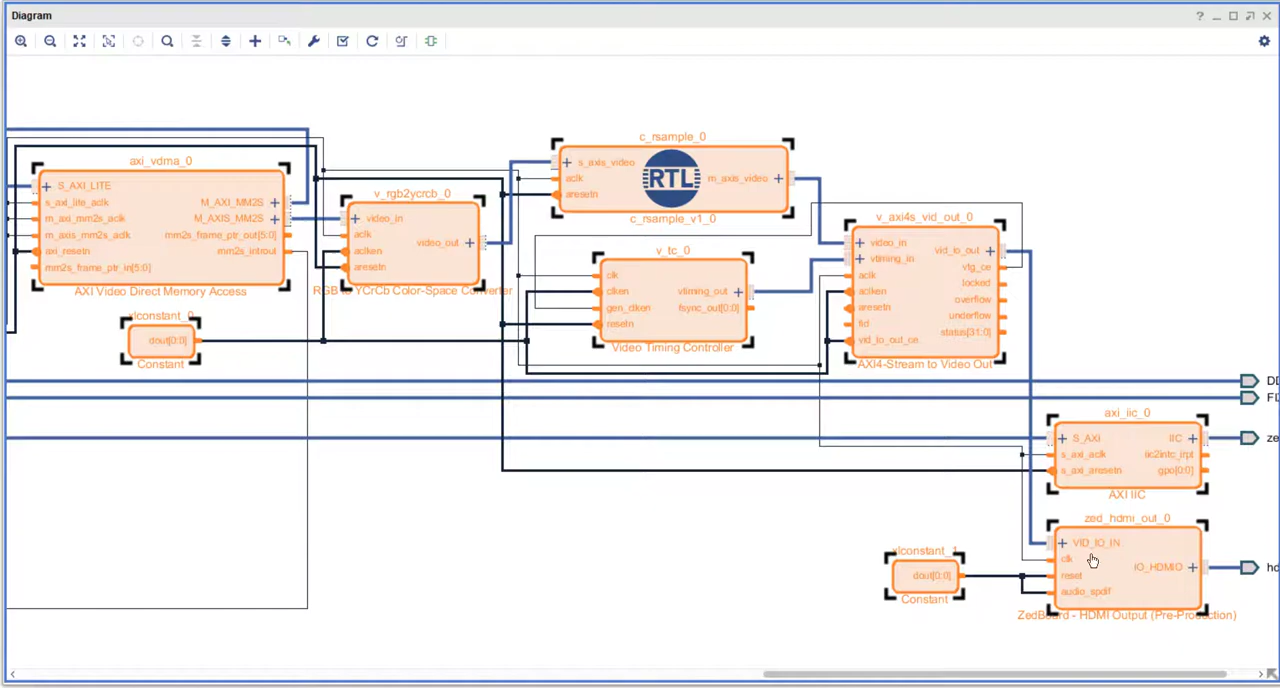 Diagram
axi_vdma_0
S_AXI_LITE
s_axi_lite_aclk
m_axi_mm2s_aclk
m_axis_mm2s_aclk
axi_resetn
mm2s_frame_ptr_in[5:0]
M_AXI_MM2S
M_AXIS_MM2S
mm2s_frame_ptr_out[5:0]
mm2s_introut
AXI Video Direct Memory Access
xlconstant_0
dout[0:0]
Constant
v_rgb2ycrcb_0
video_in
aclk
aclken
aresetn
video_out
RGB to YCrCb Color-Space Converter
c_rsample_0
s_axis_video
aclk
aresetn
RTL
m_axis_video
c_rsample_v1_0
v_tc_0
clk
clken
gen_clken
resetn
vtiming_out
fsync_out[0:0]
Video Timing Controller
v_axi4s_vid_out_0
video_in
vtiming_in
aclk
aclken
aresetn
fid
vid_io_out_ce
vid_io_out
vtg_ce
locked
overflow
underflow
status[31:0]
AXI4-Stream to Video Out
axi_iic_0
S_AXI
s_axi_aclk
s_axi_aresetn
IIC
iic2intc_irpt
gpo[0:0]
AXI IIC
xlconstant_1
dout[0:0]
Constant
zed_hdmi_out_0
VID_IO_IN
clk
reset
audio_spdif
IO_HDMIO
ZedBoard - HDMI Output (Pre-Production)
ze
hd